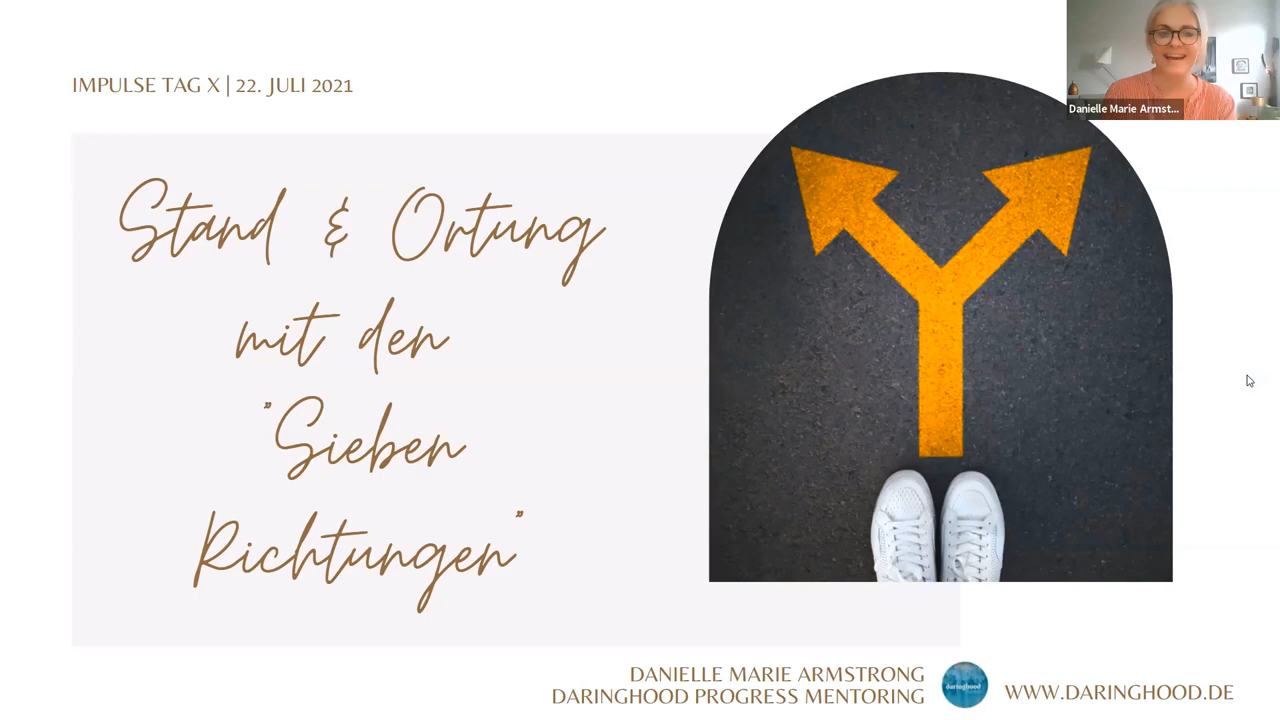 IMPULSE TAG X | 22. JULI 2021
Danielle Marie Armst...
Stand & Ortung
mit den
"Sieben
Richtungen"
DANIELLE MARIE ARMSTRONG
DARINGHOOD PROGRESS MENTORING
daringhood
WWW.DARINGHOOD.DE